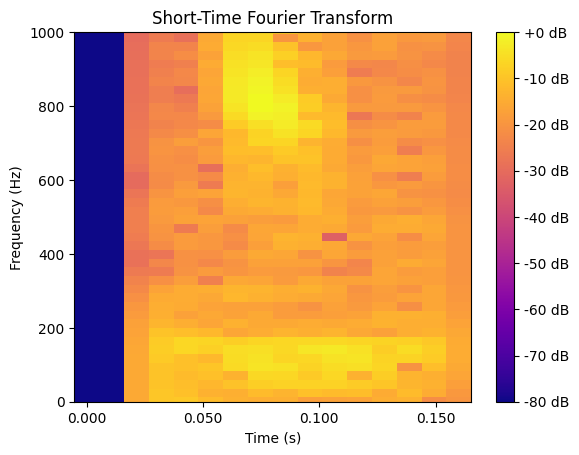 Short-Time Fourier Transform
Frequency (Hz)
1000
800
600
400
200
0
0.000
0.050
0.100
0.150
Time (s)
+0 dB
-10 dB
-20 dB
-30 dB
-40 dB
-50 dB
-60 dB
-70 dB
-80 dB